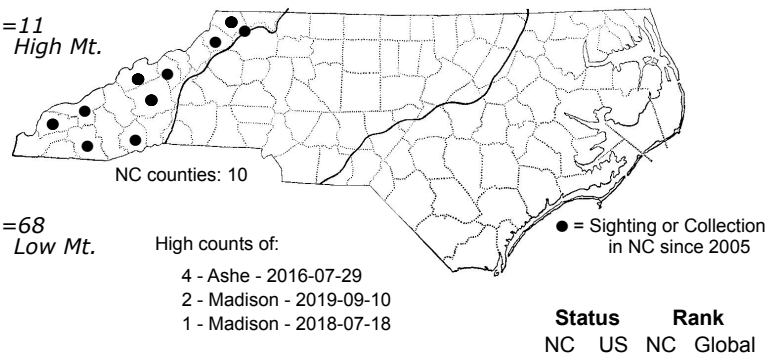 =11
High Mt.
NC counties: 10
=68
Low Mt.
High counts of:
4 - Ashe - 2016-07-29
2 - Madison - 2019-09-10
1 - Madison - 2018-07-18
● = Sighting or Collection
in NC since 2005
Status Rank
NC US NC Global